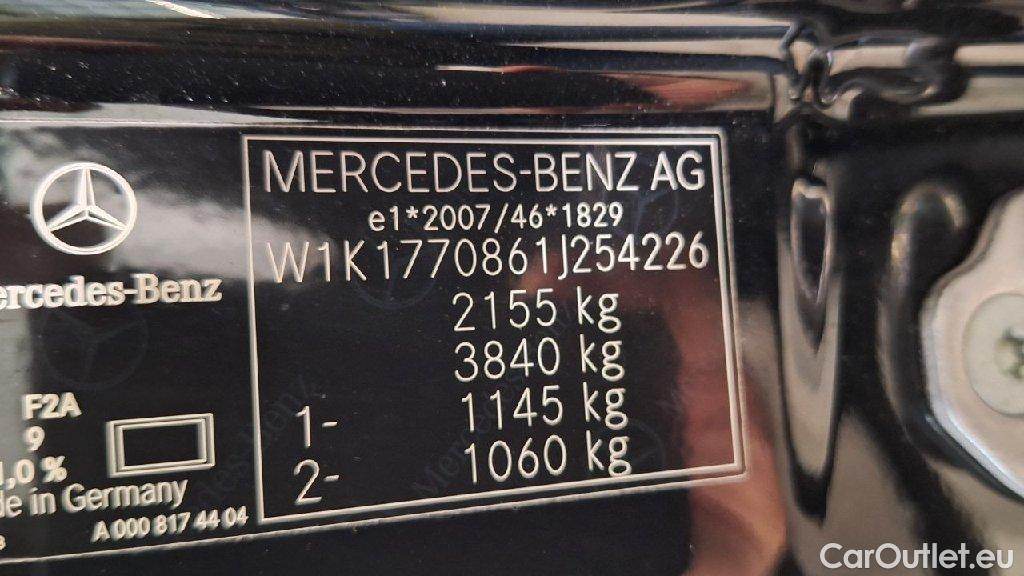 MERCEDES-BENZ AG
e1*2007/46*1829
W1K1770861J254226
2155 kg
3840 kg
1- 1145 kg
2- 1060 kg
ercedes-Benz
F2A
9
,0 %
de in Germany
A 000 817 44 04
CarOutlet.eu